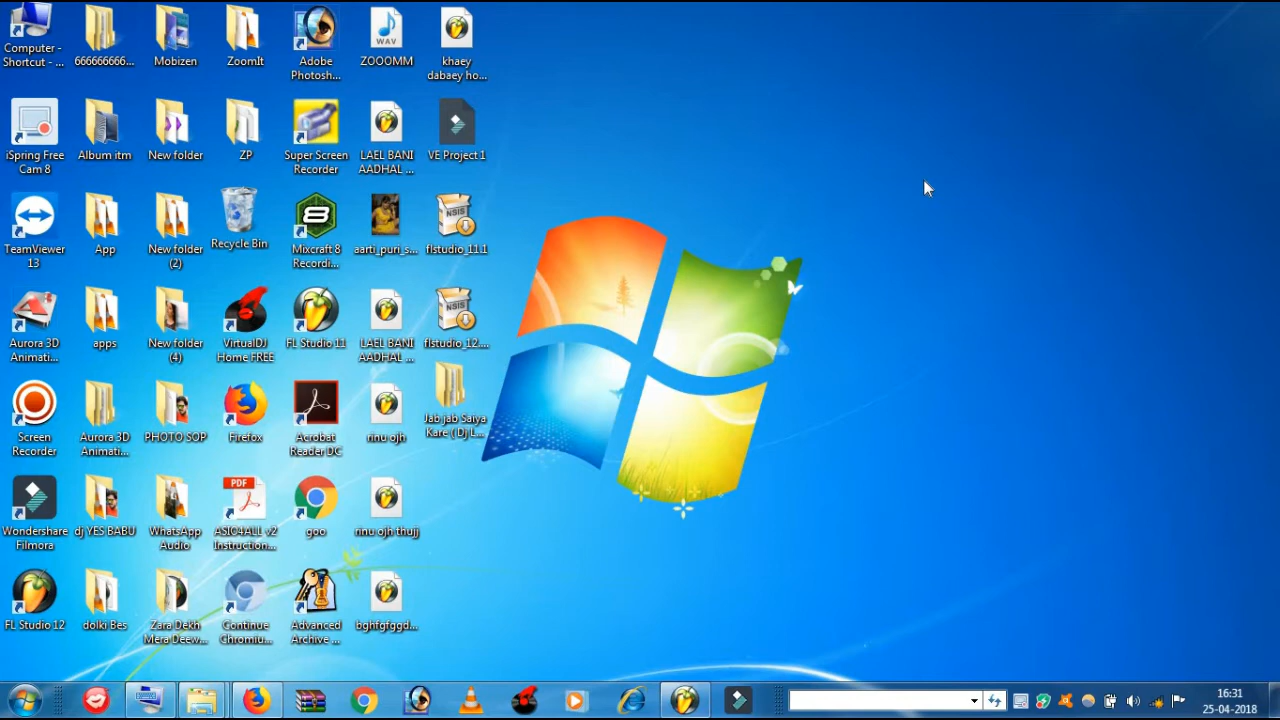 Computer - Shortcut - ...
666666666...
Mobizen
ZoomIt
Adobe Photosh...
WAV
ZOOOMM
khaey dabaey ho...
iSpring Free Cam 8
Album itm
New folder
ZP
Super Screen Recorder
LAEL BANI AADHAL ...
VE Project 1
TeamViewer 13
App
New folder (2)
Recycle Bin
8
Mixcraft 8 Recordi...
aarti_puri_s...
NSIS
flstudio_11.1
Aurora 3D Animati...
apps
New folder (4)
VirtualDJ Home FREE
FL Studio 11
LAEL BANI AADHAL ...
NSIS
flstudio_12....
Screen Recorder
Aurora 3D Animati...
PHOTO SOP
Firefox
Acrobat Reader DC
rinu ojh
Jab jab Saiya Kare ( Dj L...
Wondershare Filmora
dj YES BABU
WhatsApp Audio
PDF
ASIO4ALL v2 Instruction...
goo
rinu ojh thujj
FL Studio 12
dolki Bes
Zara Dekh Mera Deew...
Continue Chromiu...
Advanced Archive ...
bghfgfggd...
16:31
25-04-2018